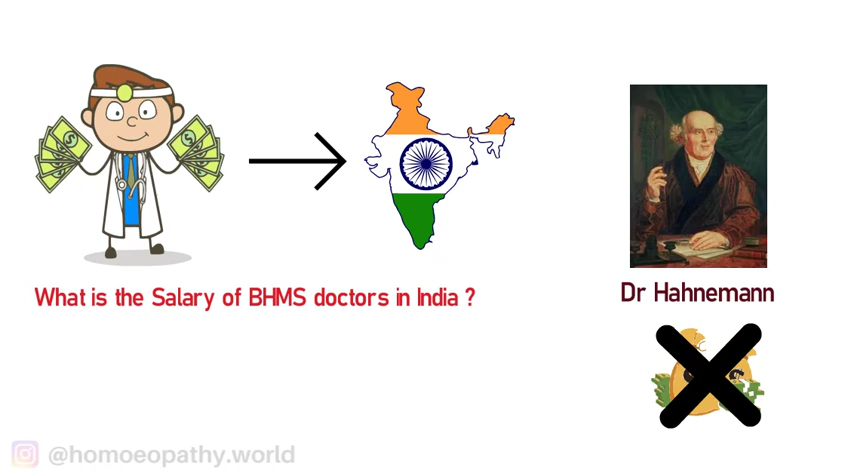 What is the Salary of BHMS doctors in India ?
Dr Hahnemann
@homoeopathy.world